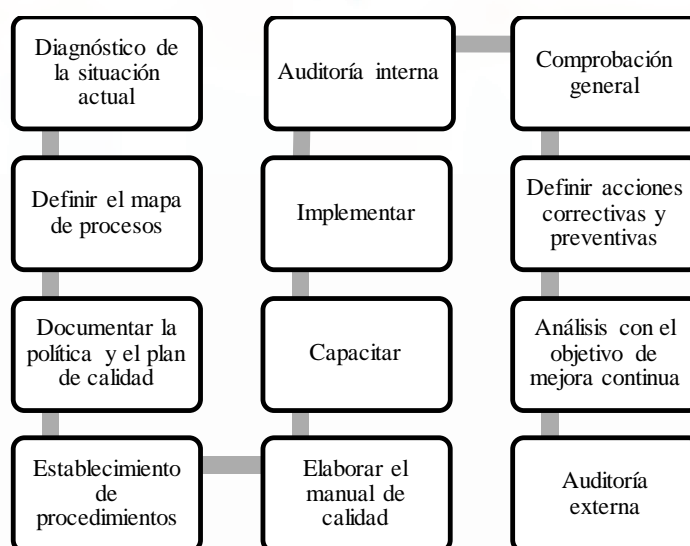 Diagnóstico de
la situación
actual
Definir el mapa
de procesos
Documentar la
política y el plan
de calidad
Establecimiento
de
procedimientos
Elaborar el
manual de
calidad
Capacitar
Implementar
Auditoría interna
Comprobación
general
Definir acciones
correctivas y
preventivas
Análisis con el
objetivo de
mejora continua
Auditoría
externa